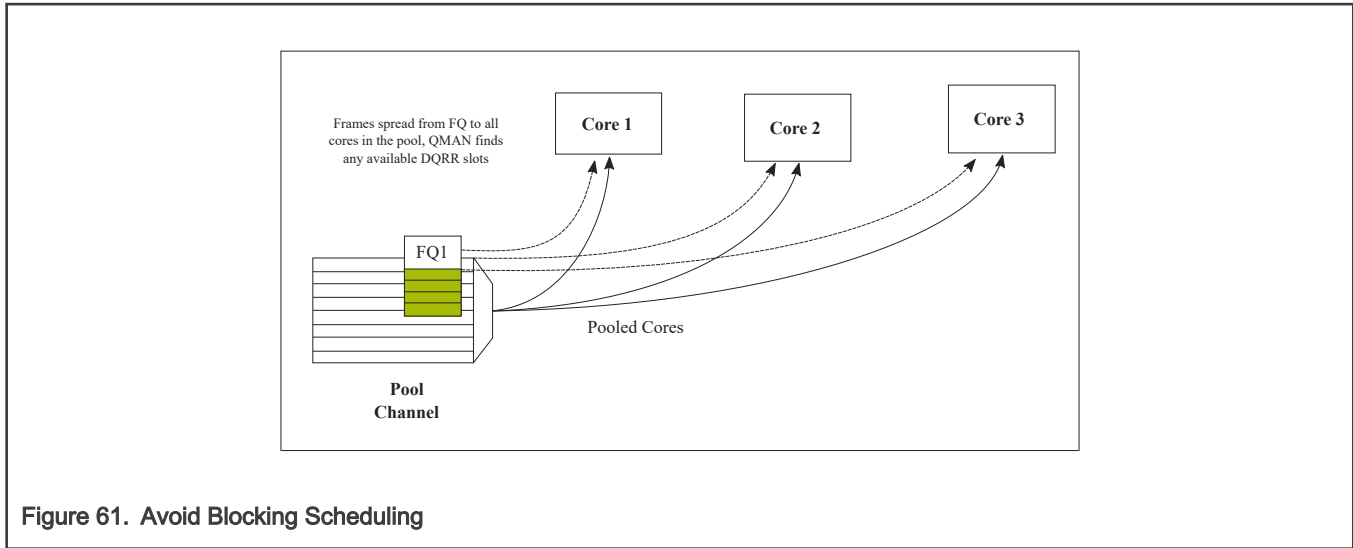 Frames spread from FQ to all
cores in the pool, QMAN finds
any available DQRR slots
Core 1
Core 2
Core 3
FQ1
Pooled Cores
Pool
Channel
Figure 61. Avoid Blocking Scheduling